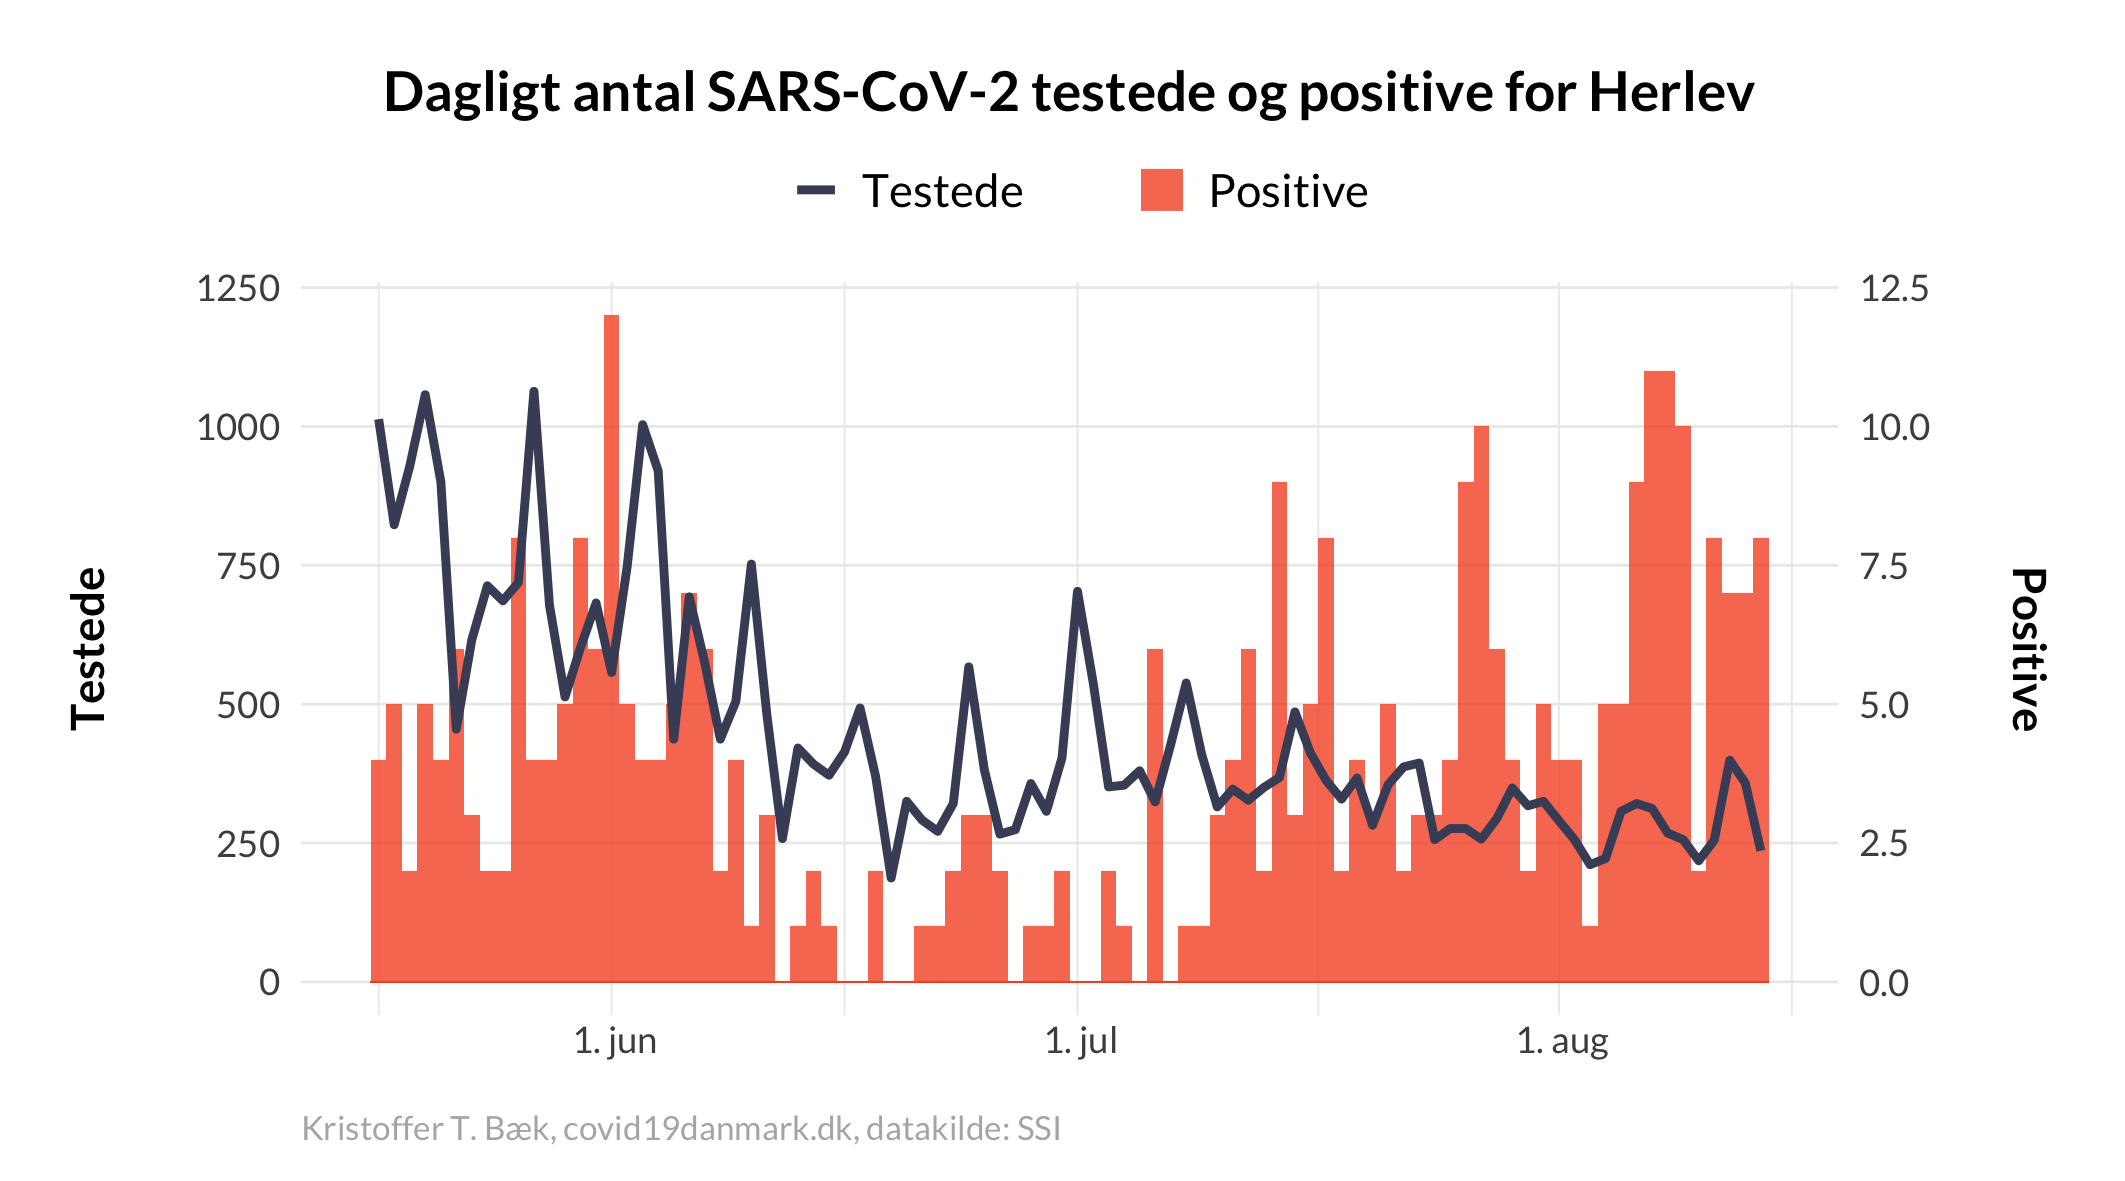 Dagligt antal SARS-CoV-2 testede og positive for Herlev
Testede Positive
1250 12.5
1000 10.0
750 7.5
500 5.0
250 2.5
0 0.0
Testede
Positive
1. jun 1. jul 1. aug
Kristoffer T. Bæk, covid19danmark.dk, datakilde: SSI